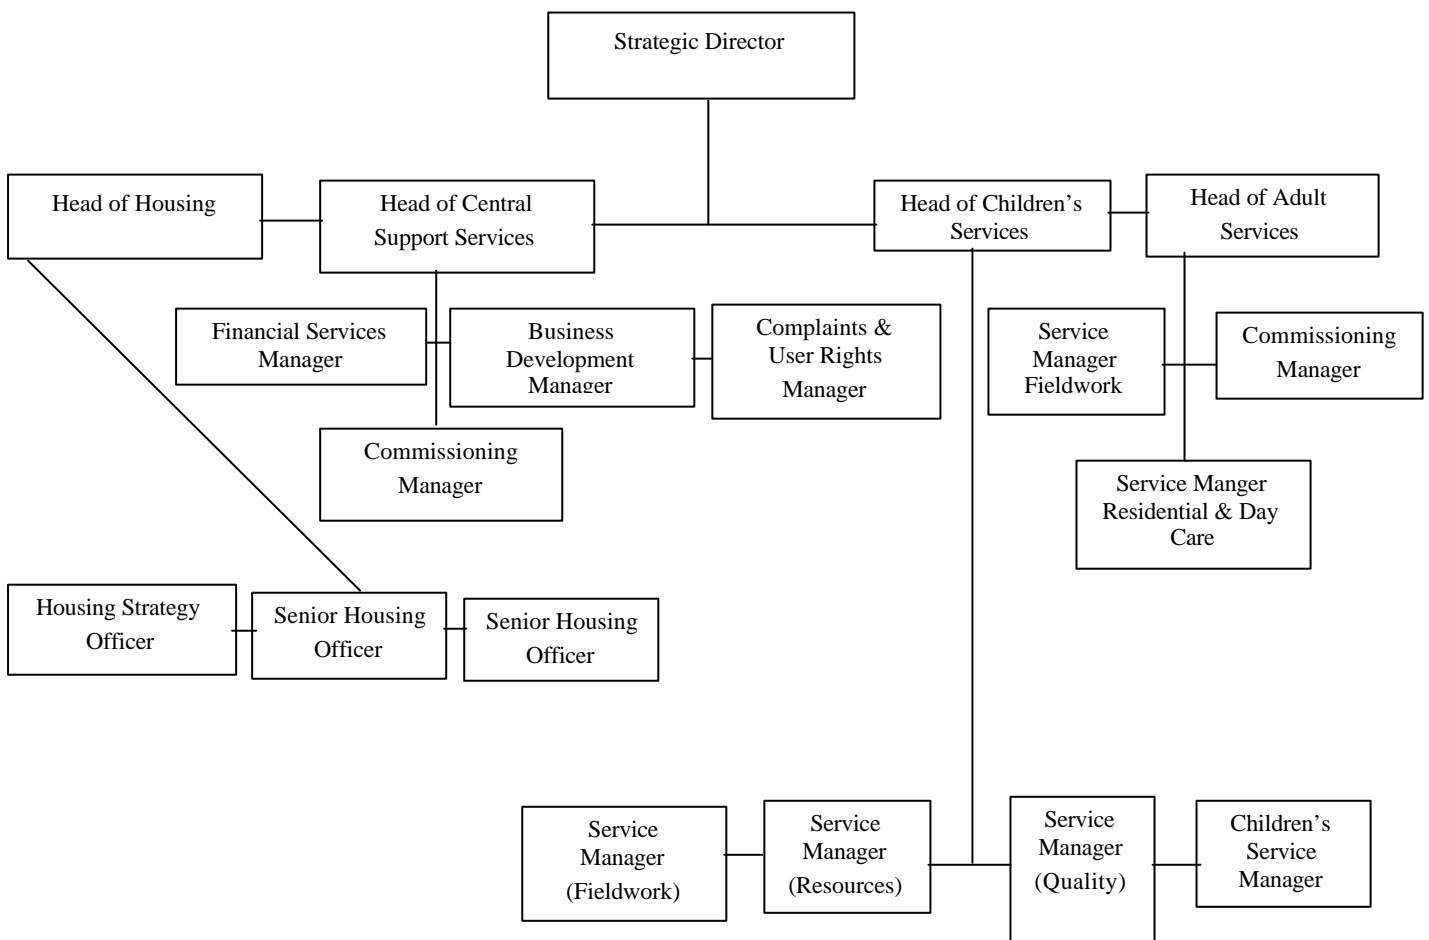 Strategic Director
Head of Housing
Head of Central
Support Services
Head of Children’s
Services
Head of Adult
Services
Financial Services
Manager
Business
Development
Manager
Complaints &
User Rights
Manager
Service
Manager
Fieldwork
Commissioning
Manager
Commissioning
Manager
Service Manger
Residential & Day
Care
Housing Strategy
Officer
Senior Housing
Officer
Senior Housing
Officer
Service
Manager
(Fieldwork)
Service
Manager
(Resources)
Service
Manager
(Quality)
Children’s
Service
Manager